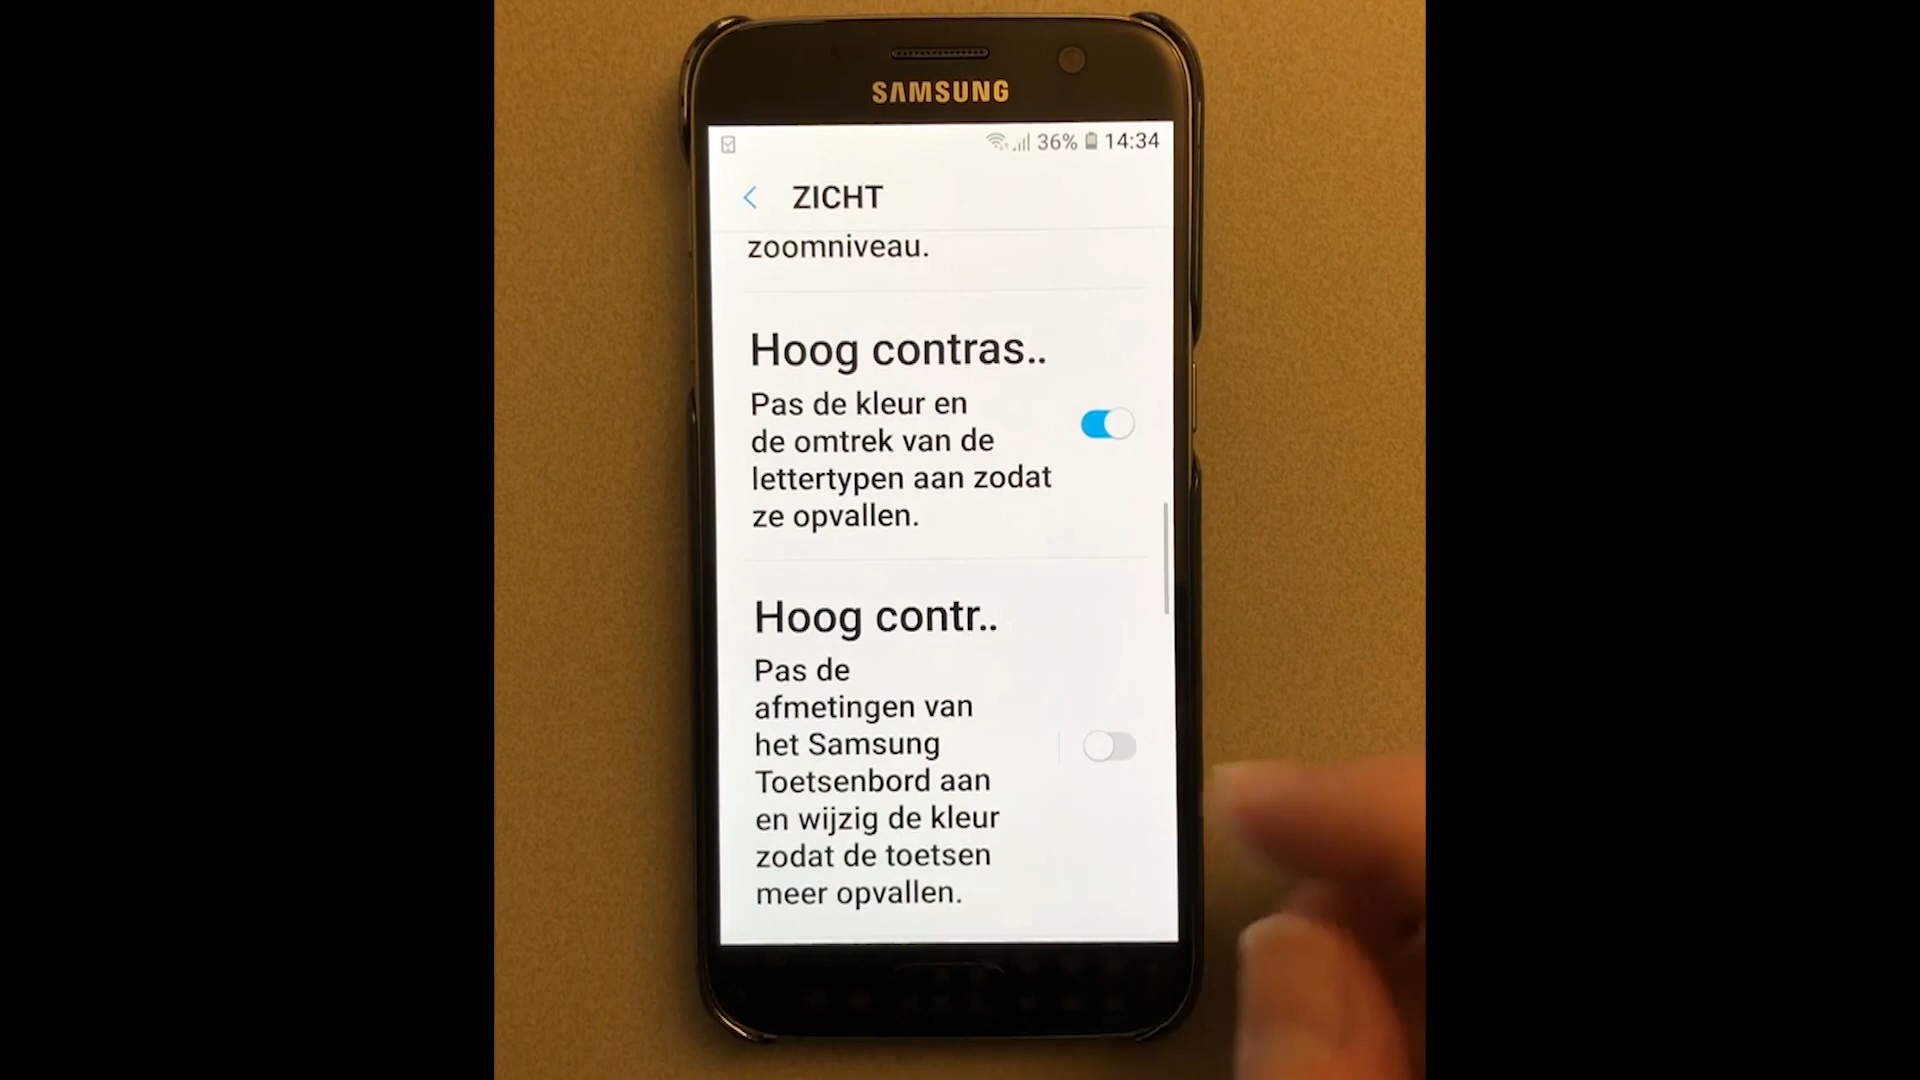 SAMSUNG
36% 14:34
ZICHT
zoomniveau.
Hoog contras..
Pas de kleur en
de omtrek van de
lettertypen aan zodat
ze opvallen.
Hoog contr..
Pas de
afmetingen van
het Samsung
Toetsenbord aan
en wijzig de kleur
zodat de toetsen
meer opvallen.